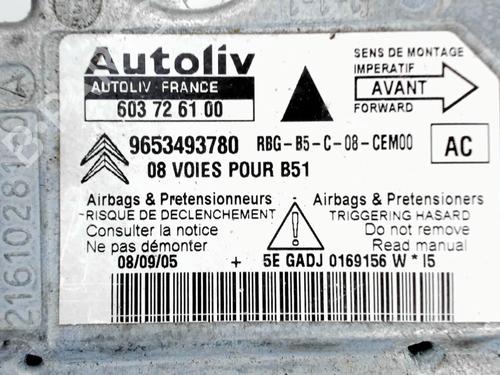 Autoliv
AUTOLIV FRANCE
603 72 61 00
SENS DE MONTAGE
IMPERATIF
AVANT
FORWARD
9653493780 RBG-B5-C-08-CEM00
AC
08 VOIES POUR B51
Airbags & Pretensionneurs
RISQUE DE DECLENCHEMENT
Consulter la notice
Ne pas démonter
Airbags & Pretensioners
TRIGGERING HASARD
Do not remove
Read manual
08/09/05 + 5E GADJ 0169156 W * I5